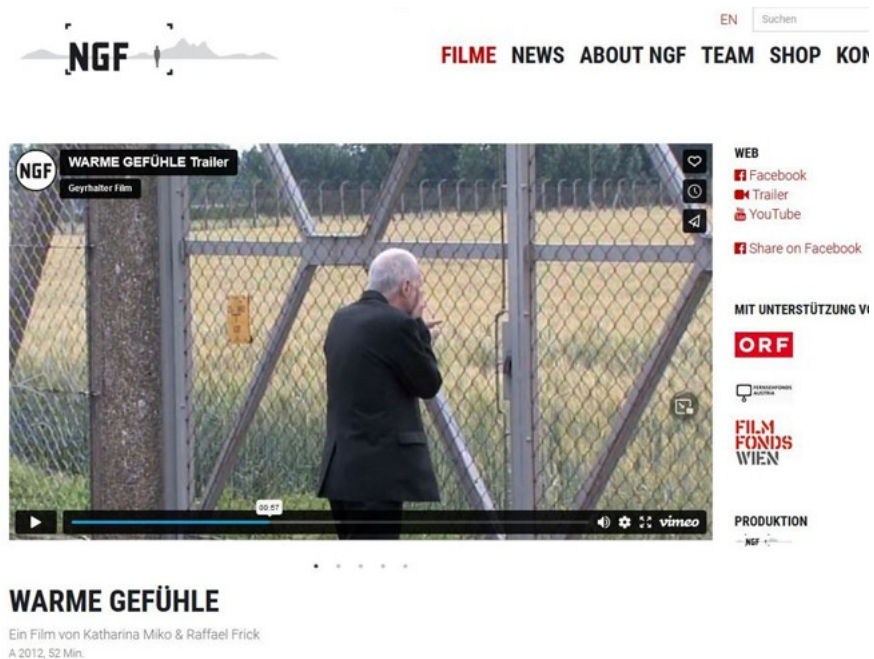 EN
Suchen
NGF
FILME NEWS ABOUT NGF TEAM SHOP KON
NGF
WARME GEFÜHLE Trailer
Geyrhalter Film
00:57
vimeo
WEB
Facebook
Trailer
YouTube
Share on Facebook
MIT UNTERSTÜTZUNG VO
ORF
FERNSEHFONDS
AUSTRIA
FILM
FONDS
WIEN
PRODUKTION
NGF
WARME GEFÜHLE
Ein Film von Katharina Miko & Raffael Frick
A 2012, 52 Min.